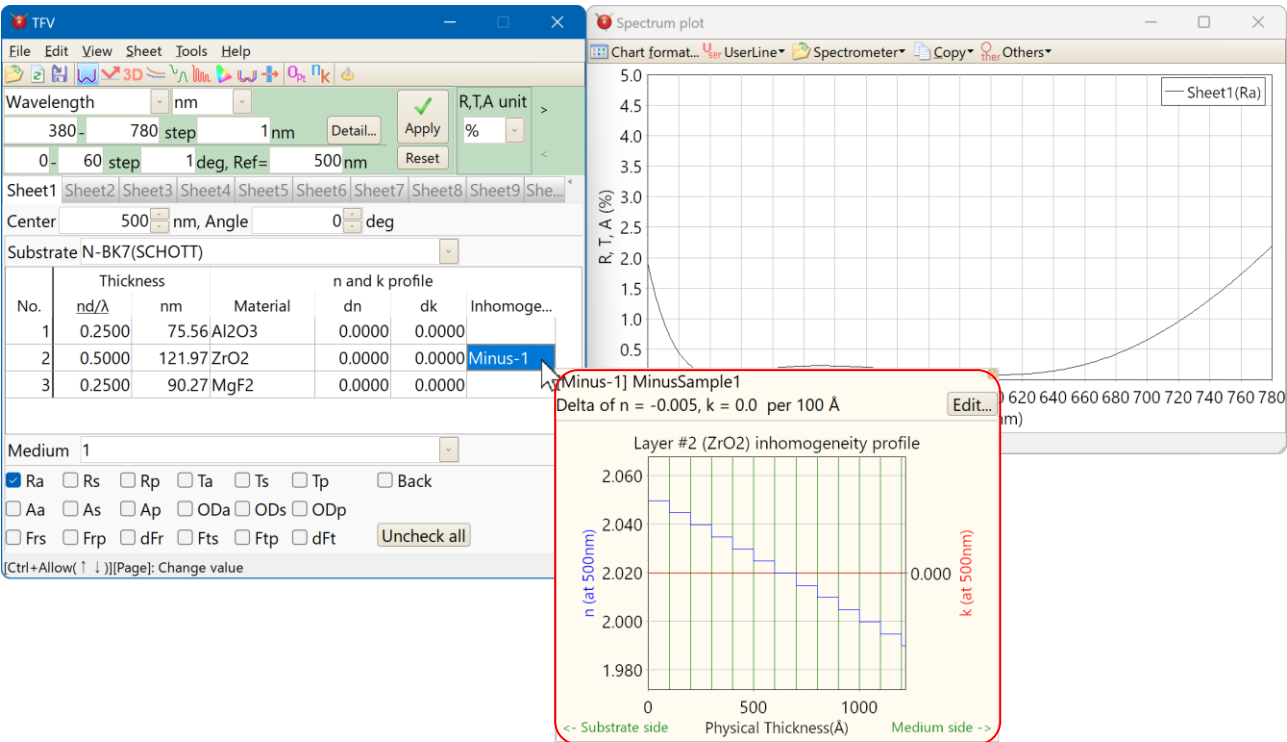 TFV
File Edit View Sheet Tools Help
3D Opt nk
Wavelength nm
380 - 780 step 1 nm Detail...
0 - 60 step 1 deg, Ref= 500 nm
Apply
Reset
R,T,A unit
%
>
<
Sheet1 Sheet2 Sheet3 Sheet4 Sheet5 Sheet6 Sheet7 Sheet8 Sheet9 She...
Center 500 nm, Angle 0 deg
Substrate N-BK7(SCHOTT)
Thickness n and k profile
No. nd/λ nm Material dn dk Inhomoge...
1 0.2500 75.56 Al2O3 0.0000 0.0000
2 0.5000 121.97 ZrO2 0.0000 0.0000 Minus-1
3 0.2500 90.27 MgF2 0.0000 0.0000
Medium 1
Ra Rs Rp Ta Ts Tp Back
Aa As Ap ODa ODs ODp
Frs Frp dFr Fts Ftp dFt Uncheck all
[Ctrl+Allow(↑ ↓)][Page]: Change value
Spectrum plot
Chart format... User UserLine Spectrometer Copy Other Others
Sheet1(Ra)
R, T, A (%)
5.0
4.5
4.0
3.5
3.0
2.5
2.0
1.5
1.0
0.5
620 640 660 680 700 720 740 760 780
nm)
[Minus-1] MinusSample1
Delta of n = -0.005, k = 0.0 per 100 Å Edit...
Layer #2 (ZrO2) inhomogeneity profile
n (at 500nm)
2.060
2.040
2.020
2.000
1.980
0.000
k (at 500nm)
0 500 1000
<- Substrate side Physical Thickness(Å) Medium side ->